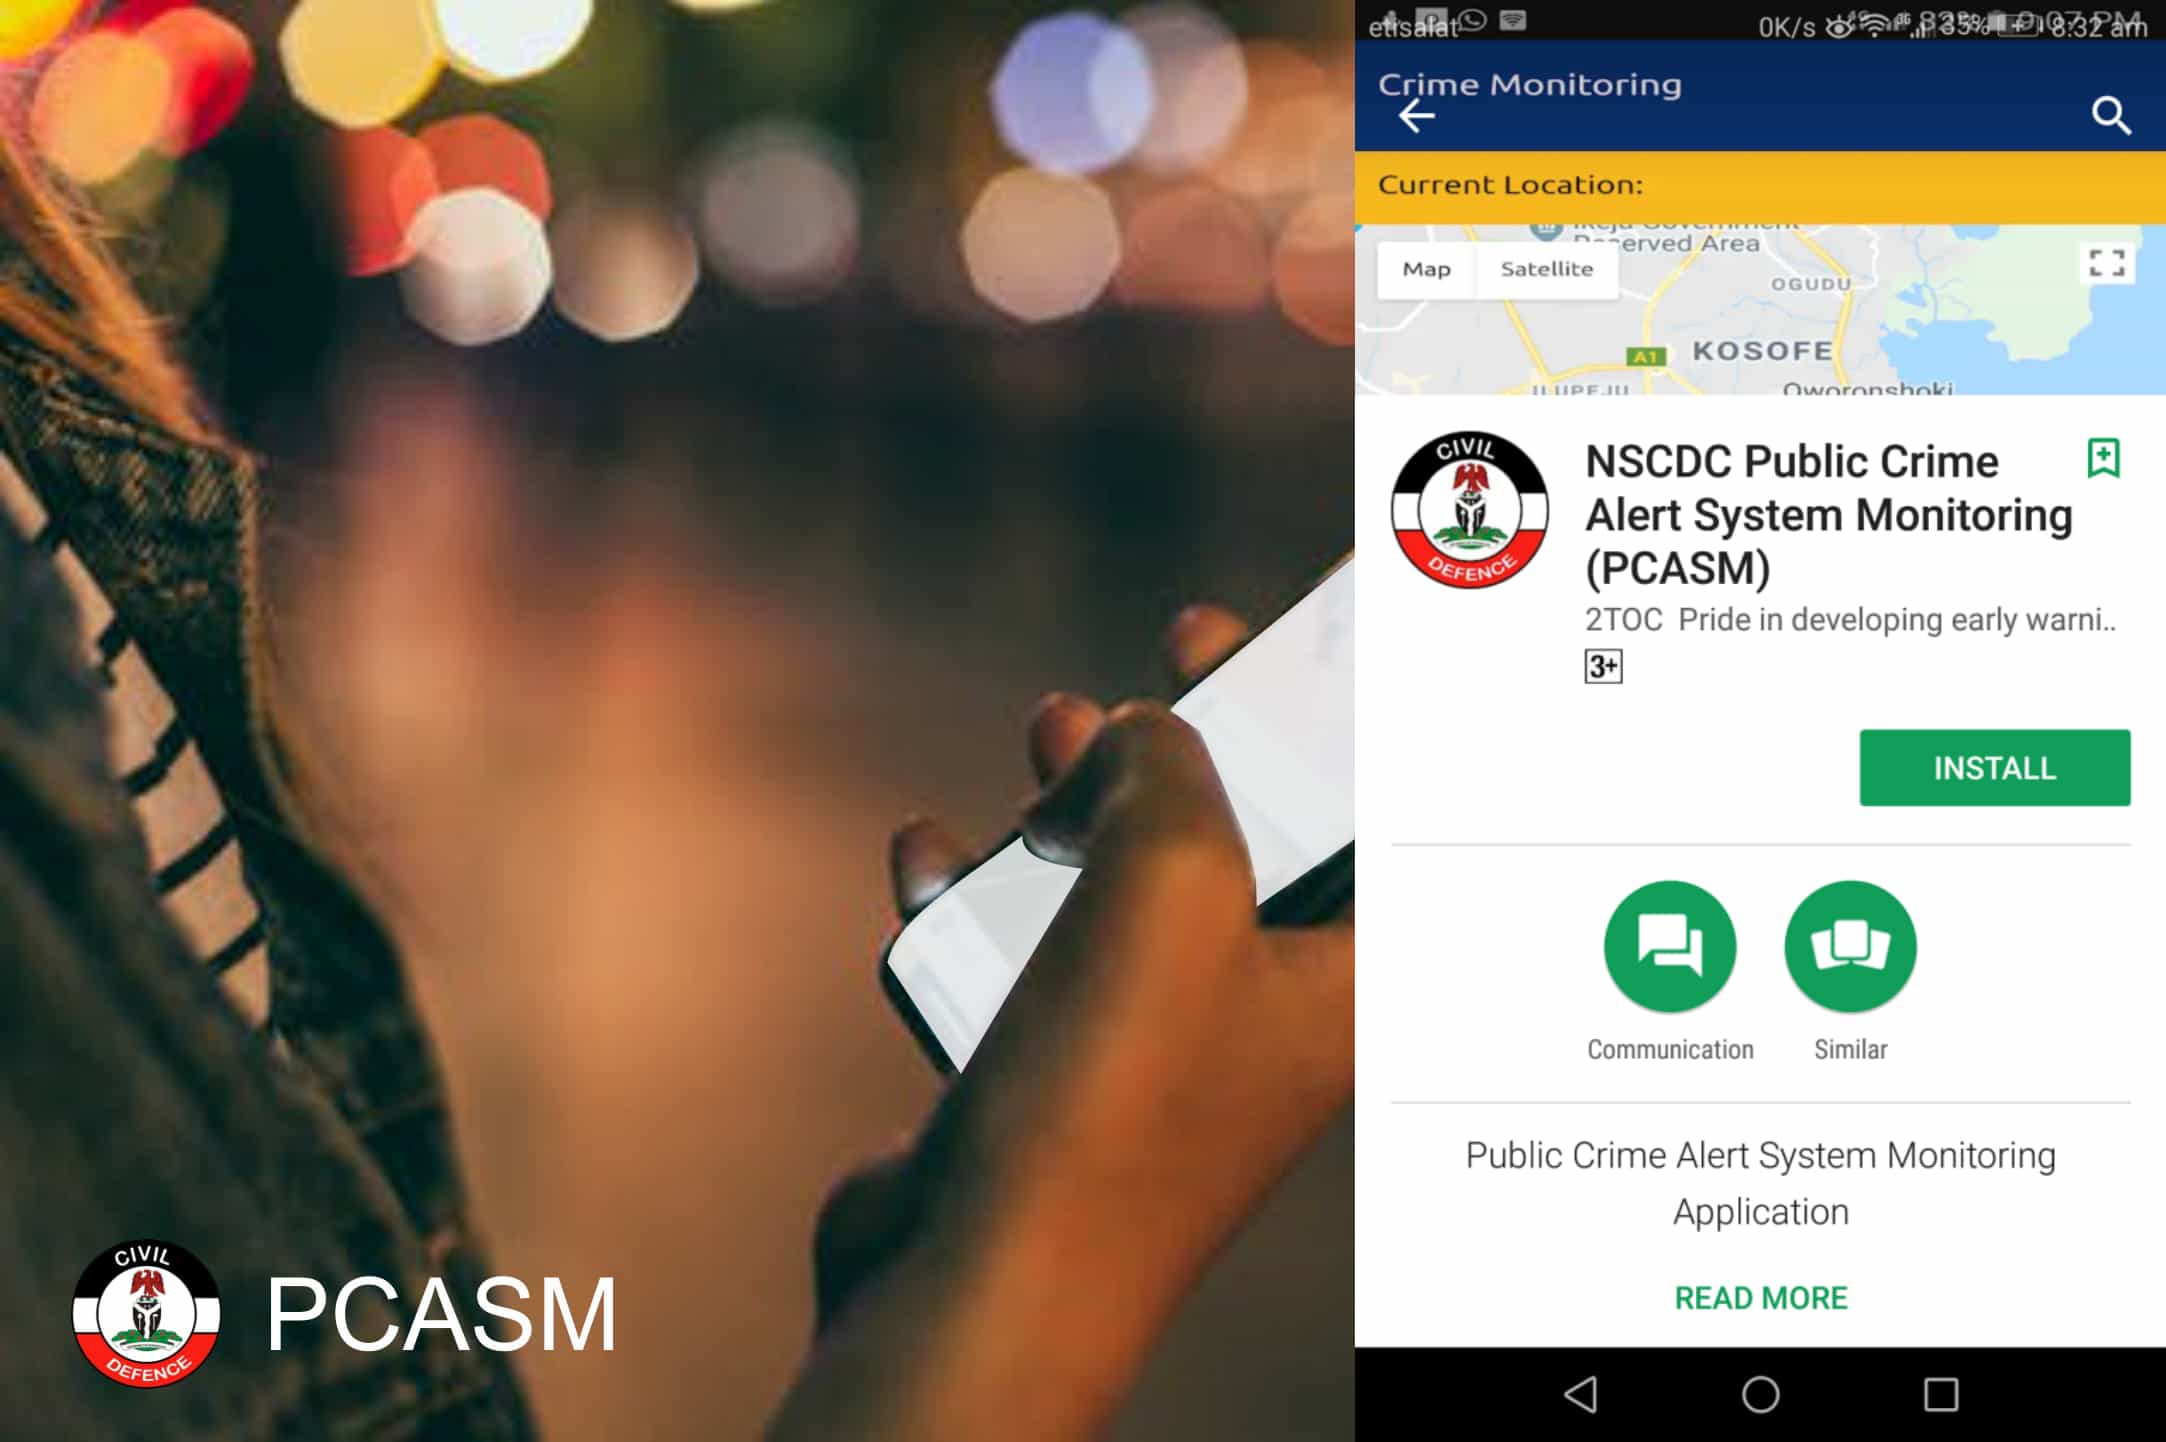 CIVIL
DEFENCE
PCASM
etisalat
0K/s
35%
8:32 am
Crime Monitoring
Current Location:
Map
Satellite
Reserved Area
OGUDU
A1
KOSOFE
ILUPEJU
Oworonshoki
CIVIL
DEFENCE
NSCDC Public Crime
Alert System Monitoring
(PCASM)
2TOC Pride in developing early warni..
3+
INSTALL
Communication
Similar
Public Crime Alert System Monitoring
Application
READ MORE